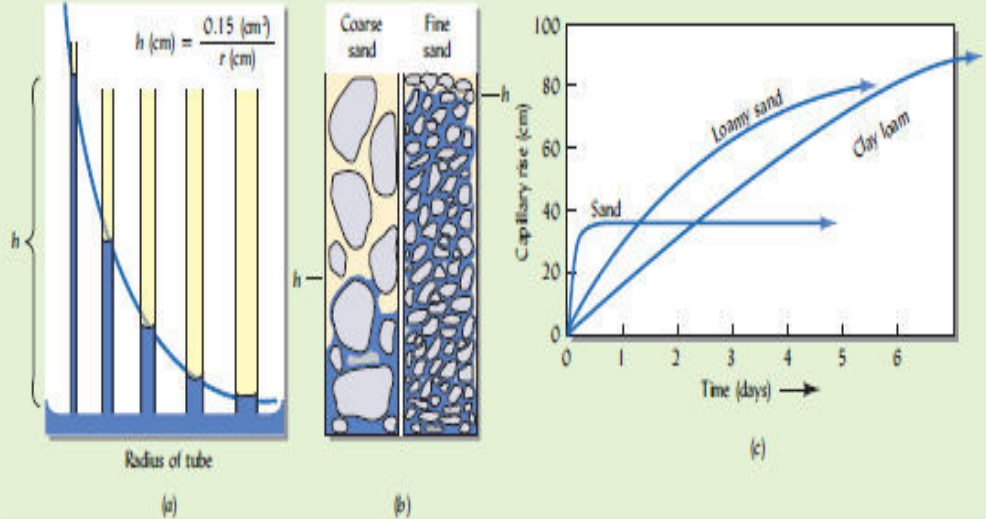 h (cm) = 0.15 (cm²) / r (cm)
h
Radius of tube
(a)
Coarse sand
Fine sand
h
h
(b)
Capillary rise (cm)
100
80
60
40
20
0
Loamy sand
Clay loam
Sand
0 1 2 3 4 5 6
Time (days)
(c)